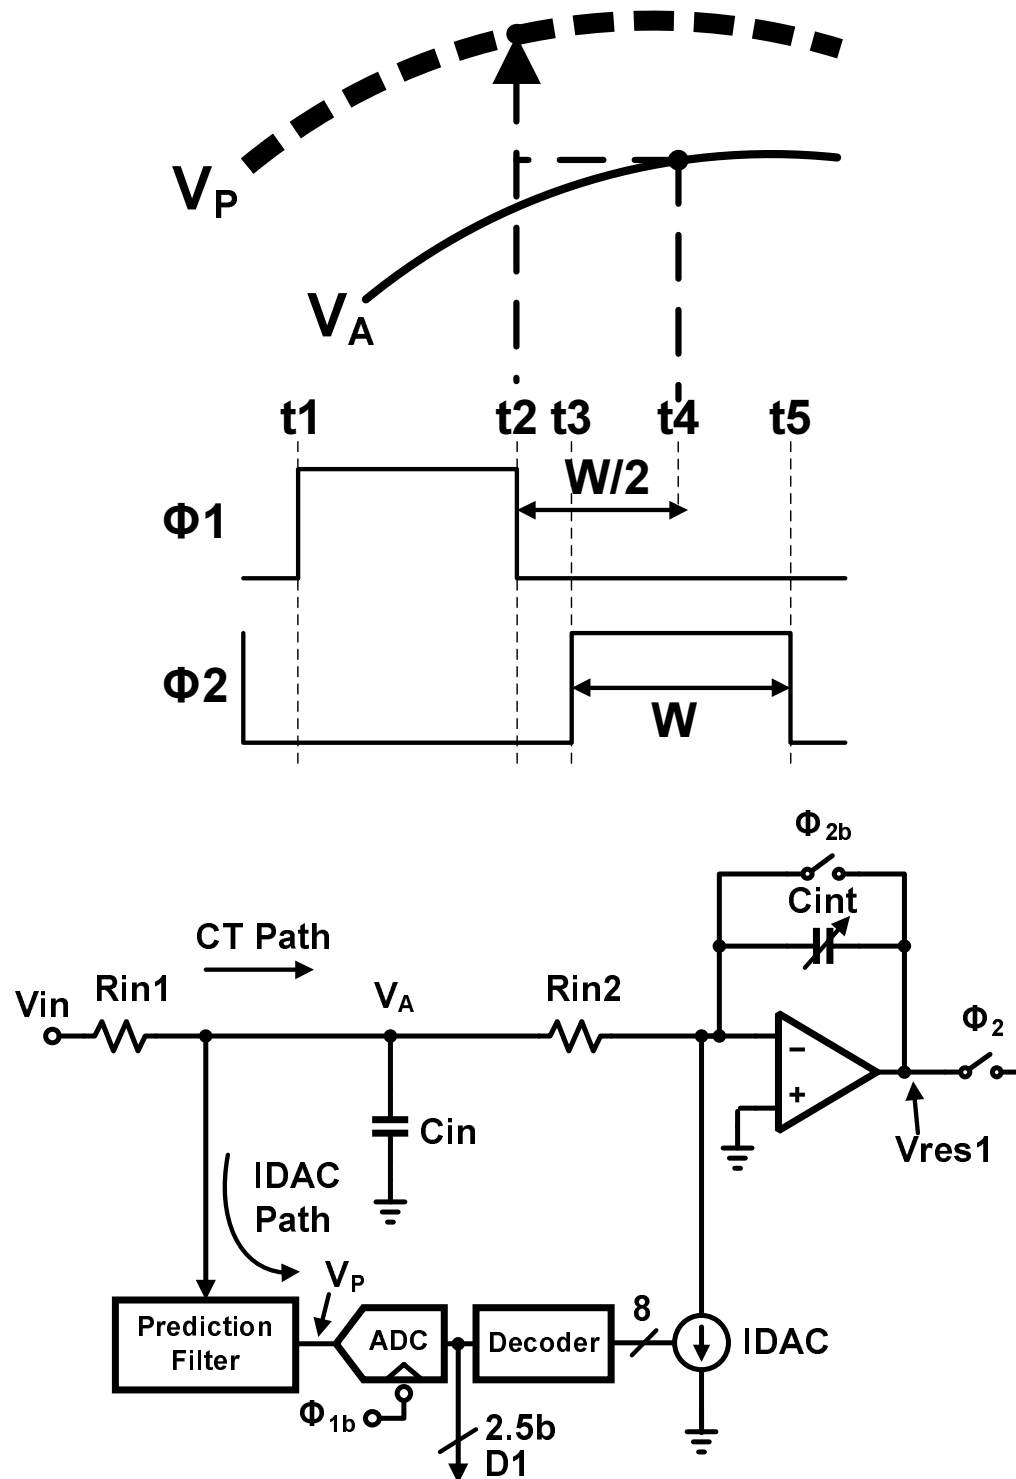 VP
VA
t1 t2 t3 t4 t5
W/2
Φ1
Φ2
W
Φ2b
Cint
CT Path
Vin Rin1 VA Rin2
Φ2
−
+
Cin
Vres1
IDAC
Path
VP
8
Prediction
Filter
ADC
Decoder
IDAC
Φ1b
2.5b
D1